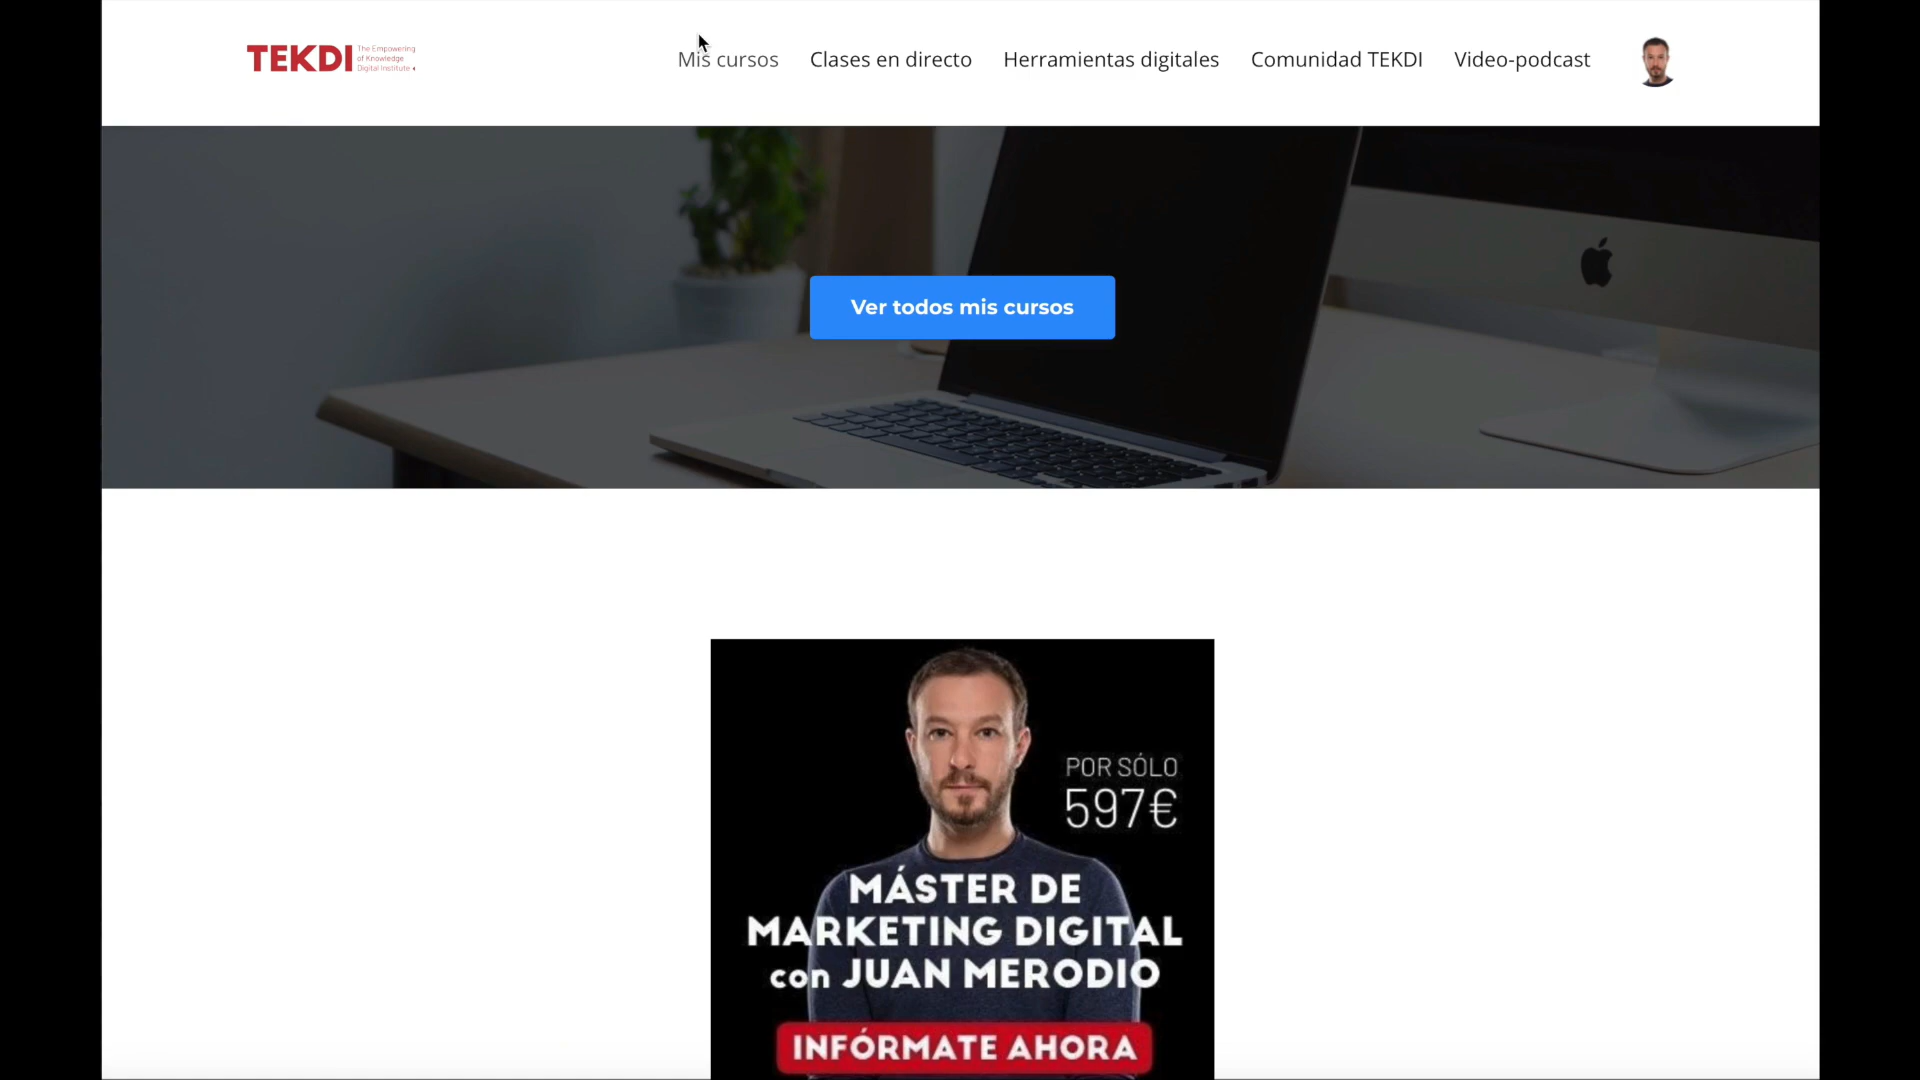 TEKDI
The Empowering
of Knowledge
Digital Institute
Mis cursos
Clases en directo
Herramientas digitales
Comunidad TEKDI
Video-podcast
Ver todos mis cursos
POR SÓLO
597€
MÁSTER DE
MARKETING DIGITAL
con JUAN MERODIO
INFÓRMATE AHORA